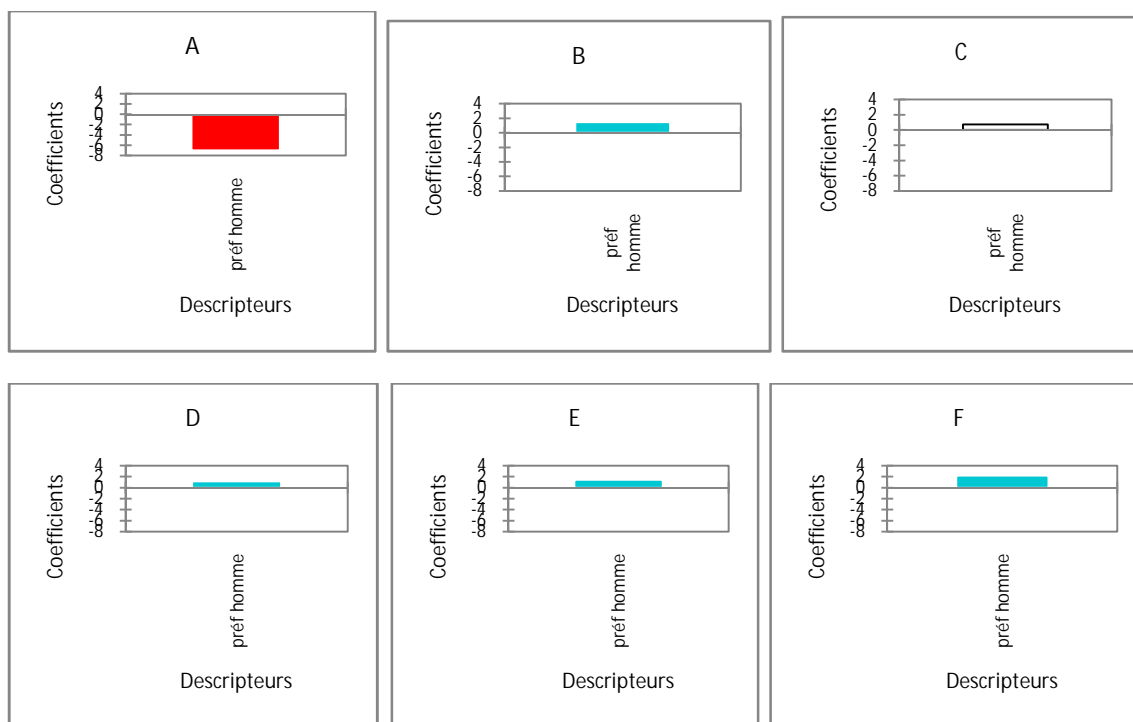 A
Coefficients
4
2
0
-2
-4
-6
-8
préf homme
Descripteurs
B
Coefficients
4
2
0
-2
-4
-6
-8
préf
homme
Descripteurs
C
Coefficients
4
2
0
-2
-4
-6
-8
préf
homme
Descripteurs
D
Coefficients
4
2
0
-2
-4
-6
-8
préf homme
Descripteurs
E
Coefficients
4
2
0
-2
-4
-6
-8
préf homme
Descripteurs
F
Coefficients
4
2
0
-2
-4
-6
-8
préf homme
Descripteurs